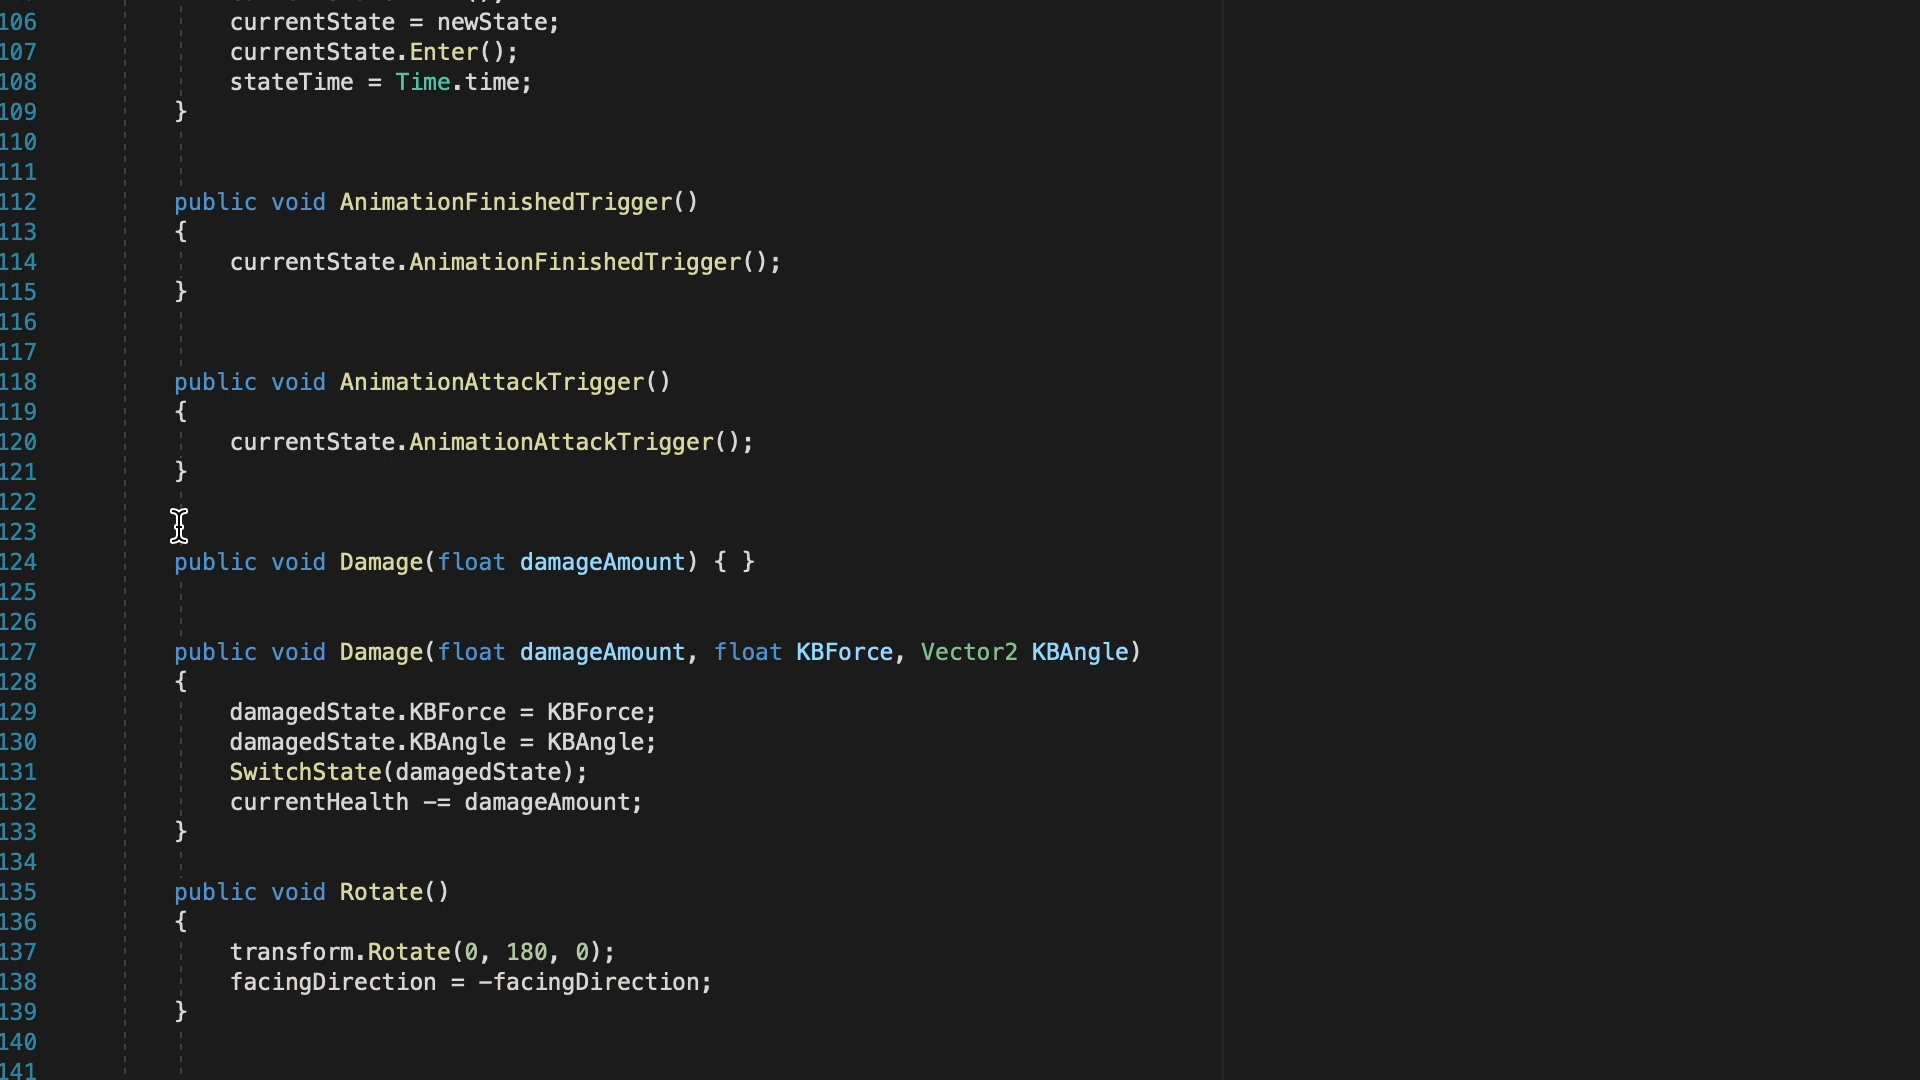 106 currentState = newState;
107 currentState.Enter();
108 stateTime = Time.time;
109 }
110
111
112 public void AnimationFinishedTrigger()
113 {
114 currentState.AnimationFinishedTrigger();
115 }
116
117
118 public void AnimationAttackTrigger()
119 {
120 currentState.AnimationAttackTrigger();
121 }
122
123
124 public void Damage(float damageAmount) { }
125
126
127 public void Damage(float damageAmount, float KBForce, Vector2 KBAngle)
128 {
129 damagedState.KBForce = KBForce;
130 damagedState.KBAngle = KBAngle;
131 SwitchState(damagedState);
132 currentHealth -= damageAmount;
133 }
134
135 public void Rotate()
136 {
137 transform.Rotate(0, 180, 0);
138 facingDirection = -facingDirection;
139 }
140
141